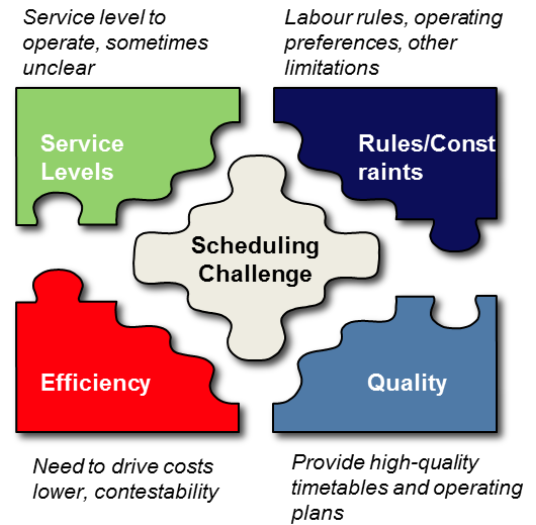 Service level to
operate, sometimes
unclear
Labour rules, operating
preferences, other
limitations
Service
Levels
Rules/Const
raints
Scheduling
Challenge
Efficiency
Quality
Need to drive costs
lower, contestability
Provide high-quality
timetables and operating
plans